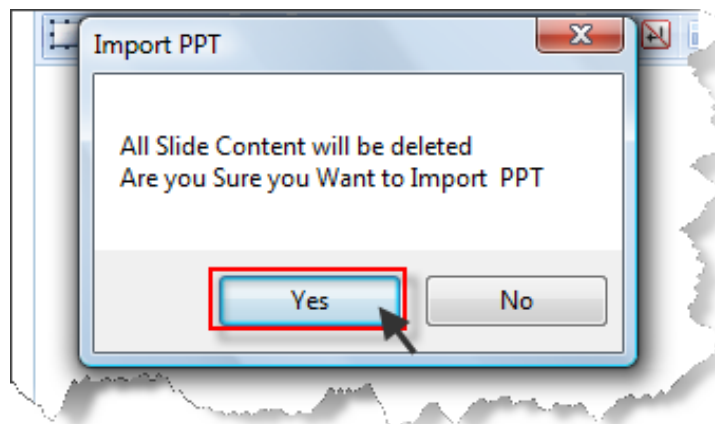 Import PPT
All Slide Content will be deleted
Are you Sure you Want to Import PPT
Yes
No